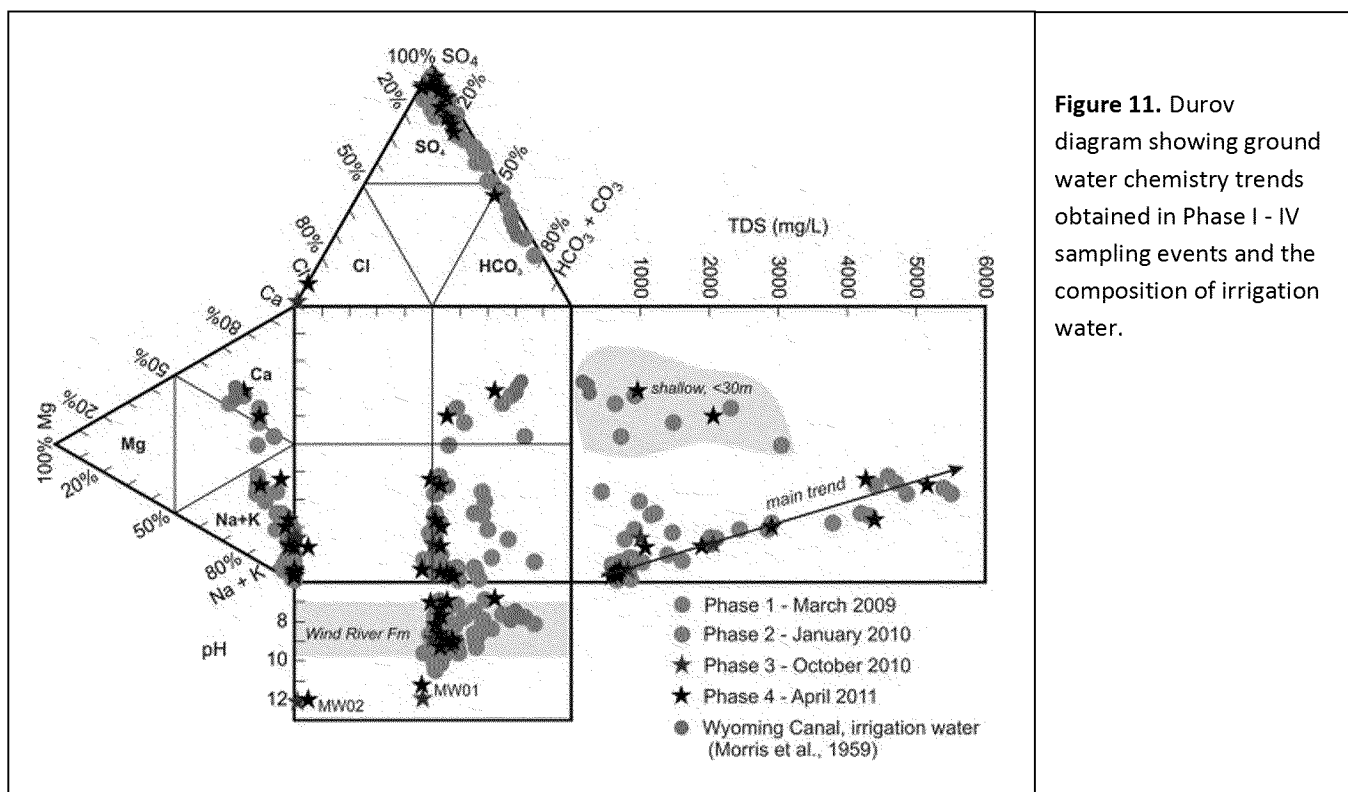 100% SO₄
20%
20%
SO₄
50%
50%
80%
80%
Cl
Cl
HCO₃
HCO₃ + CO₃
TDS (mg/L)
1000
2000
3000
4000
5000
6000
Ca
80%
50%
Ca
20%
100% Mg
Mg
20%
50%
Na+K
80%
Na + K
shallow, <30m
main trend
pH
8
10
12
Wind River Fm
MW01
MW02
Phase 1 - March 2009
Phase 2 - January 2010
Phase 3 - October 2010
Phase 4 - April 2011
Wyoming Canal, irrigation water
(Morris et al., 1959)
Figure 11. Durov
diagram showing ground
water chemistry trends
obtained in Phase I - IV
sampling events and the
composition of irrigation
water.